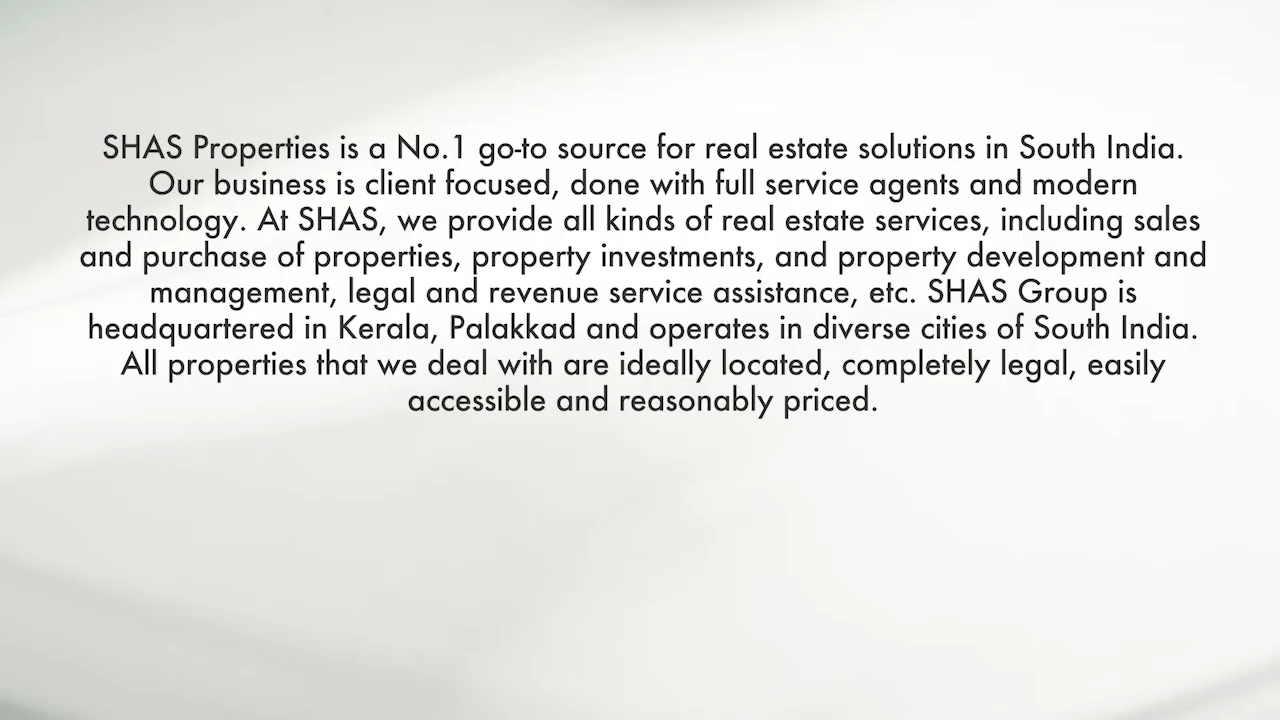 SHAS Properties is a No.1 go-to source for real estate solutions in South India.
Our business is client focused, done with full service agents and modern
technology. At SHAS, we provide all kinds of real estate services, including sales
and purchase of properties, property investments, and property development and
management, legal and revenue service assistance, etc. SHAS Group is
headquartered in Kerala, Palakkad and operates in diverse cities of South India.
All properties that we deal with are ideally located, completely legal, easily
accessible and reasonably priced.